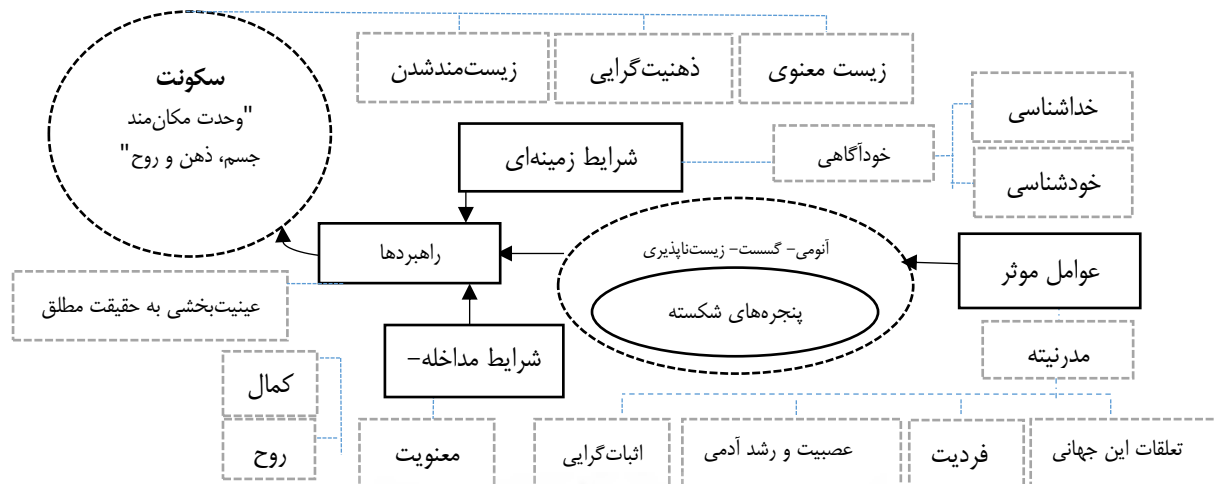 سکونت
"وحدت مکان‌مند
جسم، ذهن و روح"
زیست معنوی
ذهنیت‌گرایی
زیست‌مندشدن
خداشناسی
خودشناسی
خودآگاهی
شرایط زمینه‌ای
راهبردها
آنومی- گسست- زیست‌ناپذیری
پنجره‌های شکسته
عوامل موثر
عینیت‌بخشی به حقیقت مطلق
شرایط مداخله-
مدرنیته
کمال
روح
معنویت
اثبات‌گرایی
عصبیت و رشد آدمی
فردیت
تعلقات این جهانی